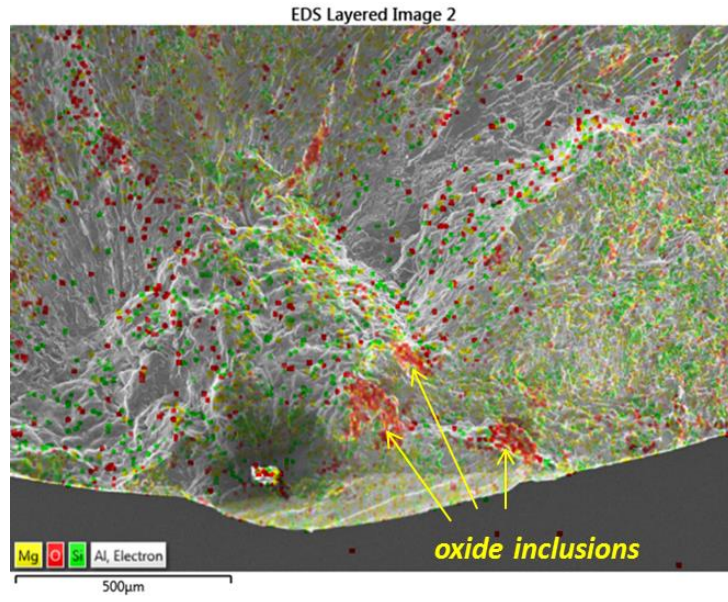 EDS Layered Image 2
oxide inclusions
Mg O Si Al, Electron
500µm